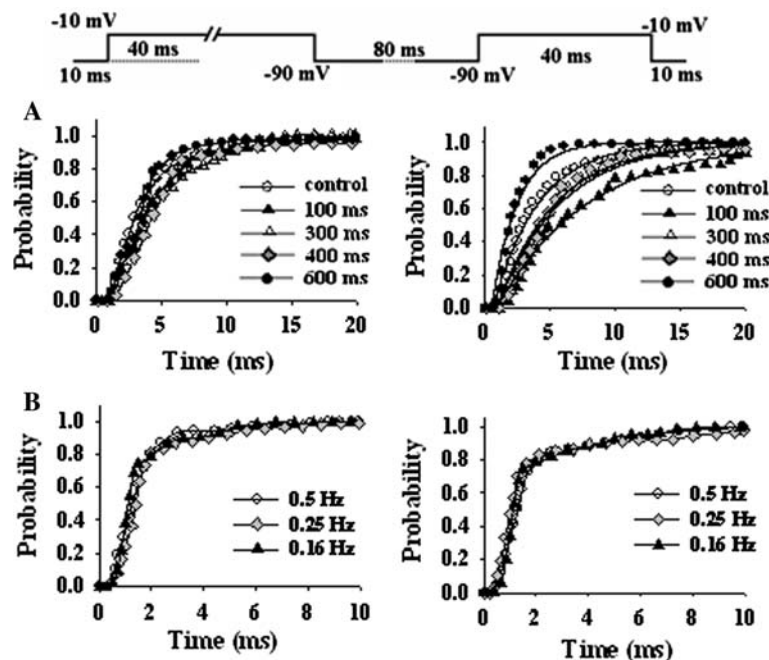 -10 mV
40 ms
80 ms
-10 mV
40 ms
10 ms
-90 mV
-90 mV
10 ms
A
Probability
1.0
0.8
0.6
0.4
0.2
0.0
control
100 ms
300 ms
400 ms
600 ms
0 5 10 15 20
Time (ms)
Probability
1.0
0.8
0.6
0.4
0.2
0.0
control
100 ms
300 ms
400 ms
600 ms
0 5 10 15 20
Time (ms)
B
Probability
1.0
0.8
0.6
0.4
0.2
0.0
0.5 Hz
0.25 Hz
0.16 Hz
0 2 4 6 8 10
Time (ms)
Probability
1.0
0.8
0.6
0.4
0.2
0.0
0.5 Hz
0.25 Hz
0.16 Hz
0 2 4 6 8 10
Time (ms)